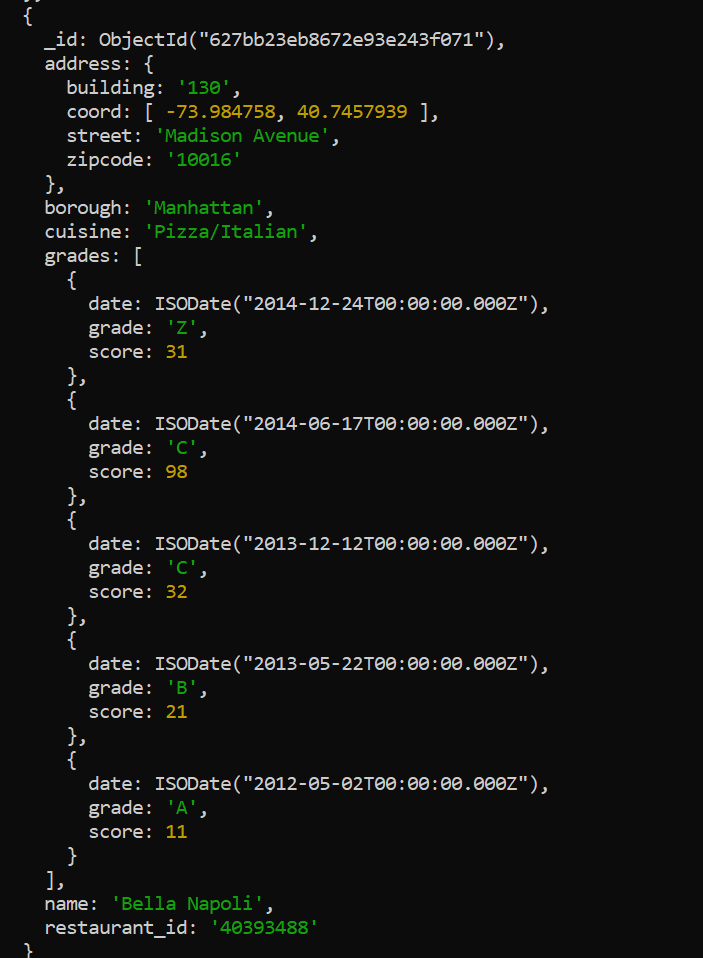 {
_id: ObjectId("627bb23eb8672e93e243f071"),
address: {
building: '130',
coord: [ -73.984758, 40.7457939 ],
street: 'Madison Avenue',
zipcode: '10016'
},
borough: 'Manhattan',
cuisine: 'Pizza/Italian',
grades: [
{
date: ISODate("2014-12-24T00:00:00.000Z"),
grade: 'Z',
score: 31
},
{
date: ISODate("2014-06-17T00:00:00.000Z"),
grade: 'C',
score: 98
},
{
date: ISODate("2013-12-12T00:00:00.000Z"),
grade: 'C',
score: 32
},
{
date: ISODate("2013-05-22T00:00:00.000Z"),
grade: 'B',
score: 21
},
{
date: ISODate("2012-05-02T00:00:00.000Z"),
grade: 'A',
score: 11
}
],
name: 'Bella Napoli',
restaurant_id: '40393488'
}